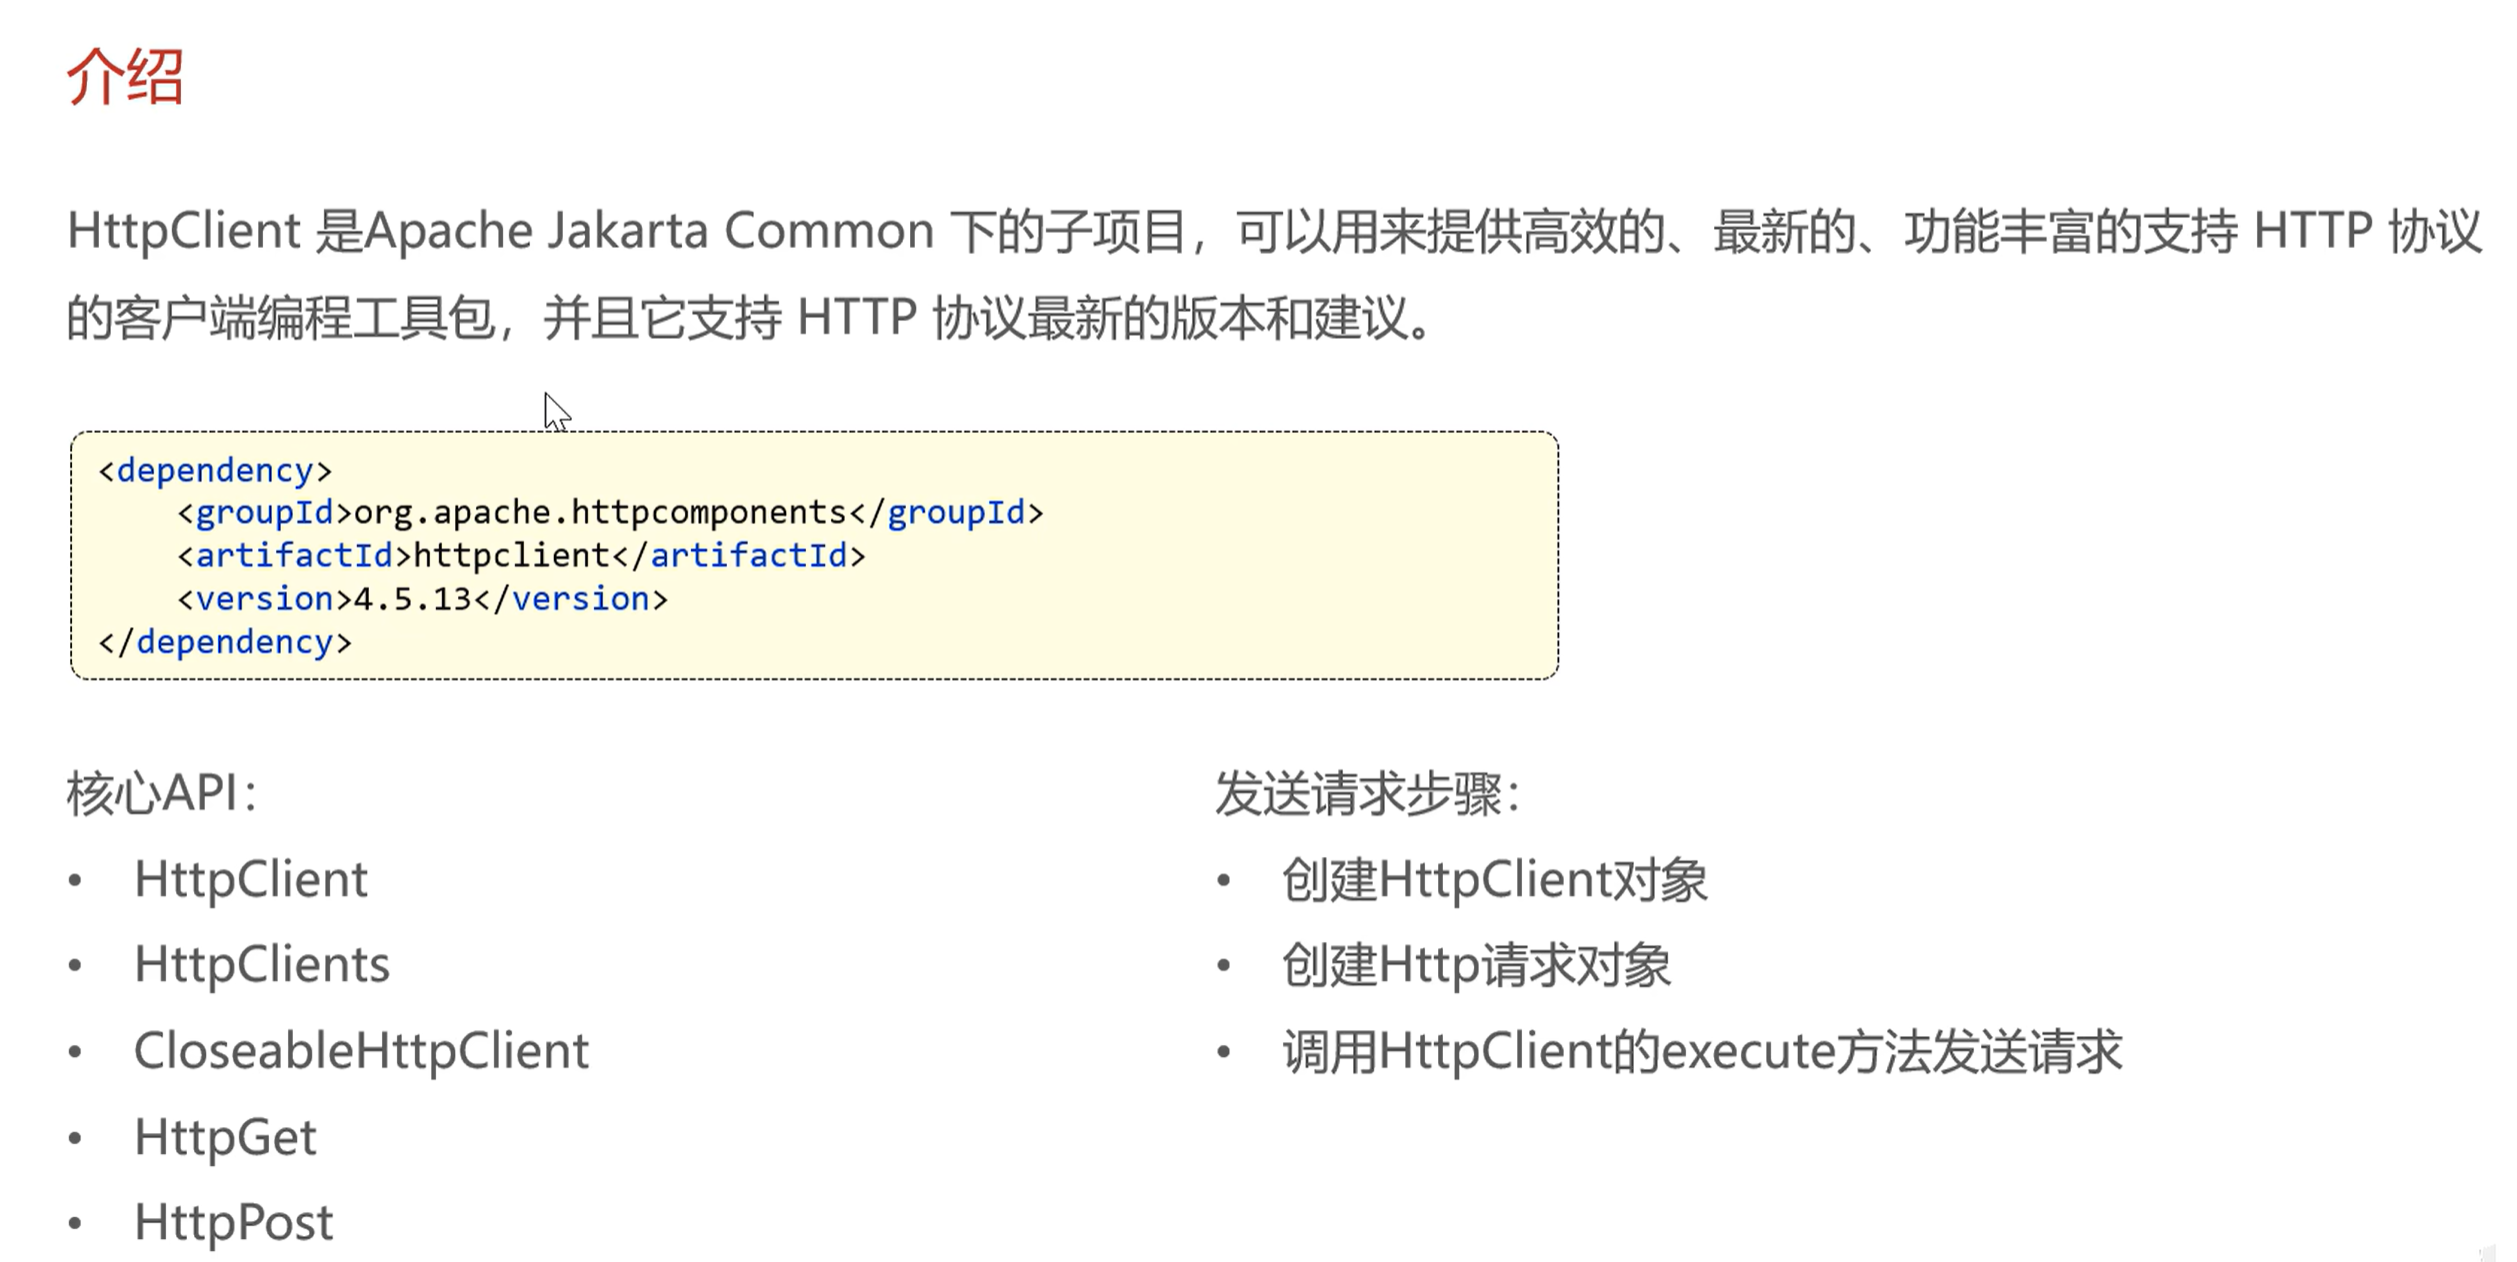 介绍
HttpClient 是Apache Jakarta Common 下的子项目，可以用来提供高效的、最新的、功能丰富的支持 HTTP 协议
的客户端编程工具包，并且它支持 HTTP 协议最新的版本和建议。
<dependency>
    <groupId>org.apache.httpcomponents</groupId>
    <artifactId>httpclient</artifactId>
    <version>4.5.13</version>
</dependency>
核心API：
• HttpClient
• HttpClients
• CloseableHttpClient
• HttpGet
• HttpPost
发送请求步骤：
• 创建HttpClient对象
• 创建Http请求对象
• 调用HttpClient的execute方法发送请求